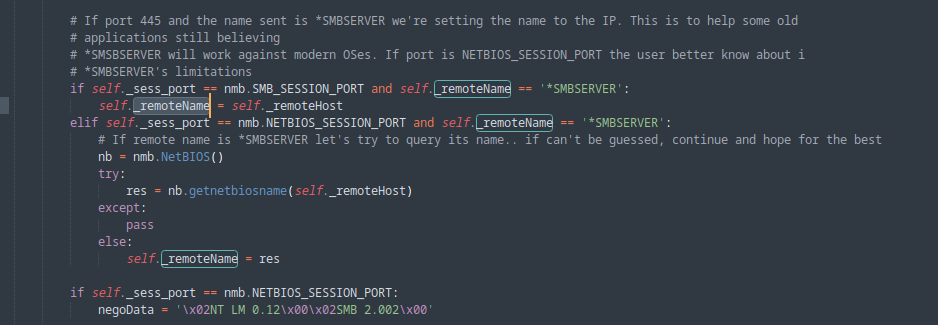 # If port 445 and the name sent is *SMBSERVER we're setting the name to the IP. This is to help some old
# applications still believing
# *SMSBSERVER will work against modern OSes. If port is NETBIOS_SESSION_PORT the user better know about i
# *SMBSERVER's limitations
if self._sess_port == nmb.SMB_SESSION_PORT and self._remoteName == '*SMBSERVER':
self._remoteName = self._remoteHost
elif self._sess_port == nmb.NETBIOS_SESSION_PORT and self._remoteName == '*SMBSERVER':
# If remote name is *SMBSERVER let's try to query its name.. if can't be guessed, continue and hope for the best
nb = nmb.NetBIOS()
try:
res = nb.getnetbiosname(self._remoteHost)
except:
pass
else:
self._remoteName = res
if self._sess_port == nmb.NETBIOS_SESSION_PORT:
negoData = '\x02NT LM 0.12\x00\x02SMB 2.002\x00'